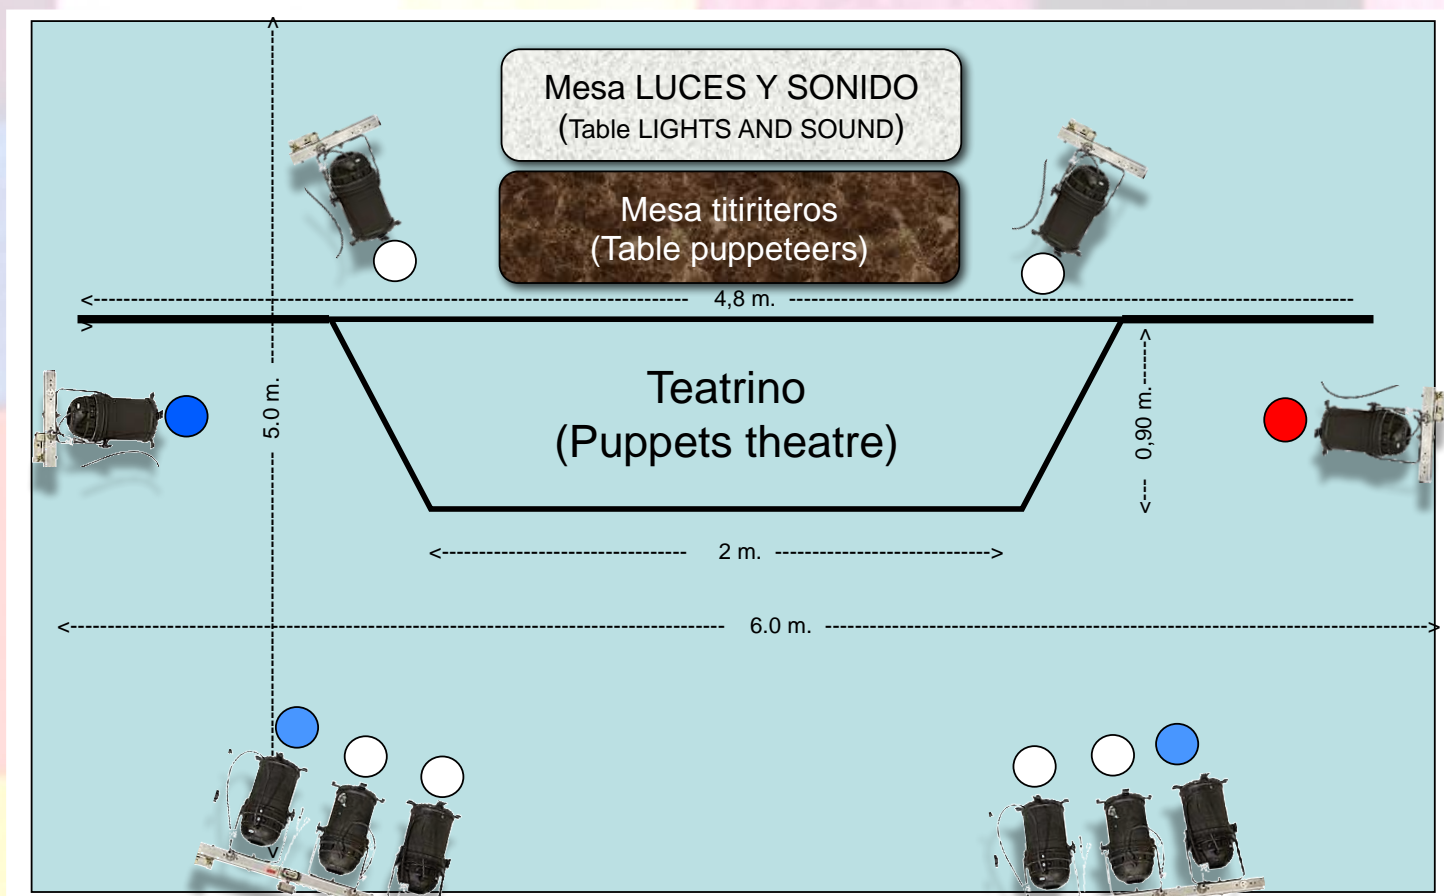 Mesa LUCES Y SONIDO
(Table LIGHTS AND SOUND)
Mesa titiriteros
(Table puppeteers)
4,8 m.
Teatrino
(Puppets theatre)
5.0 m.
0,90 m.
2 m.
6.0 m.